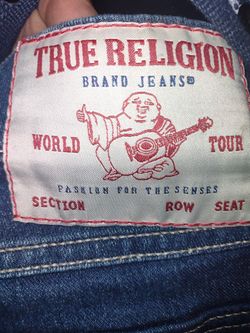 TRUE RELIGION
BRAND JEANS®
WORLD TOUR
FASHION FOR THE SENSES
SECTION ROW SEAT